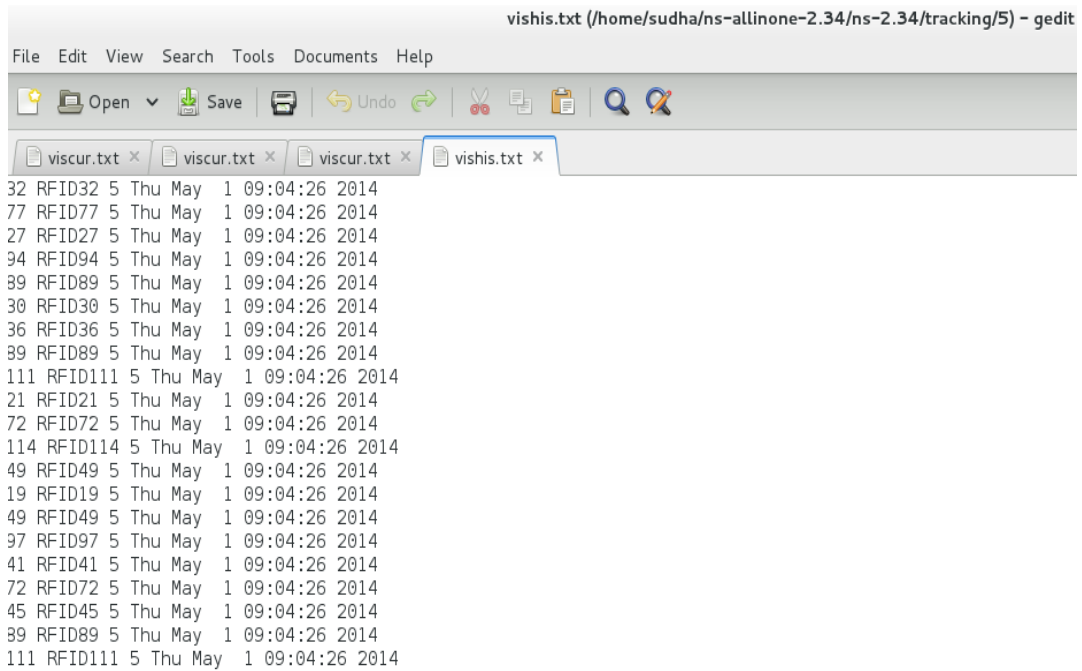 vishis.txt (/home/sudha/ns-allinone-2.34/ns-2.34/tracking/5) – gedit
File Edit View Search Tools Documents Help
Open Save Undo
viscur.txt × viscur.txt × viscur.txt × vishis.txt ×
32 RFID32 5 Thu May  1 09:04:26 2014
77 RFID77 5 Thu May  1 09:04:26 2014
27 RFID27 5 Thu May  1 09:04:26 2014
94 RFID94 5 Thu May  1 09:04:26 2014
89 RFID89 5 Thu May  1 09:04:26 2014
30 RFID30 5 Thu May  1 09:04:26 2014
36 RFID36 5 Thu May  1 09:04:26 2014
89 RFID89 5 Thu May  1 09:04:26 2014
111 RFID111 5 Thu May  1 09:04:26 2014
21 RFID21 5 Thu May  1 09:04:26 2014
72 RFID72 5 Thu May  1 09:04:26 2014
114 RFID114 5 Thu May  1 09:04:26 2014
49 RFID49 5 Thu May  1 09:04:26 2014
19 RFID19 5 Thu May  1 09:04:26 2014
49 RFID49 5 Thu May  1 09:04:26 2014
97 RFID97 5 Thu May  1 09:04:26 2014
41 RFID41 5 Thu May  1 09:04:26 2014
72 RFID72 5 Thu May  1 09:04:26 2014
45 RFID45 5 Thu May  1 09:04:26 2014
89 RFID89 5 Thu May  1 09:04:26 2014
111 RFID111 5 Thu May  1 09:04:26 2014